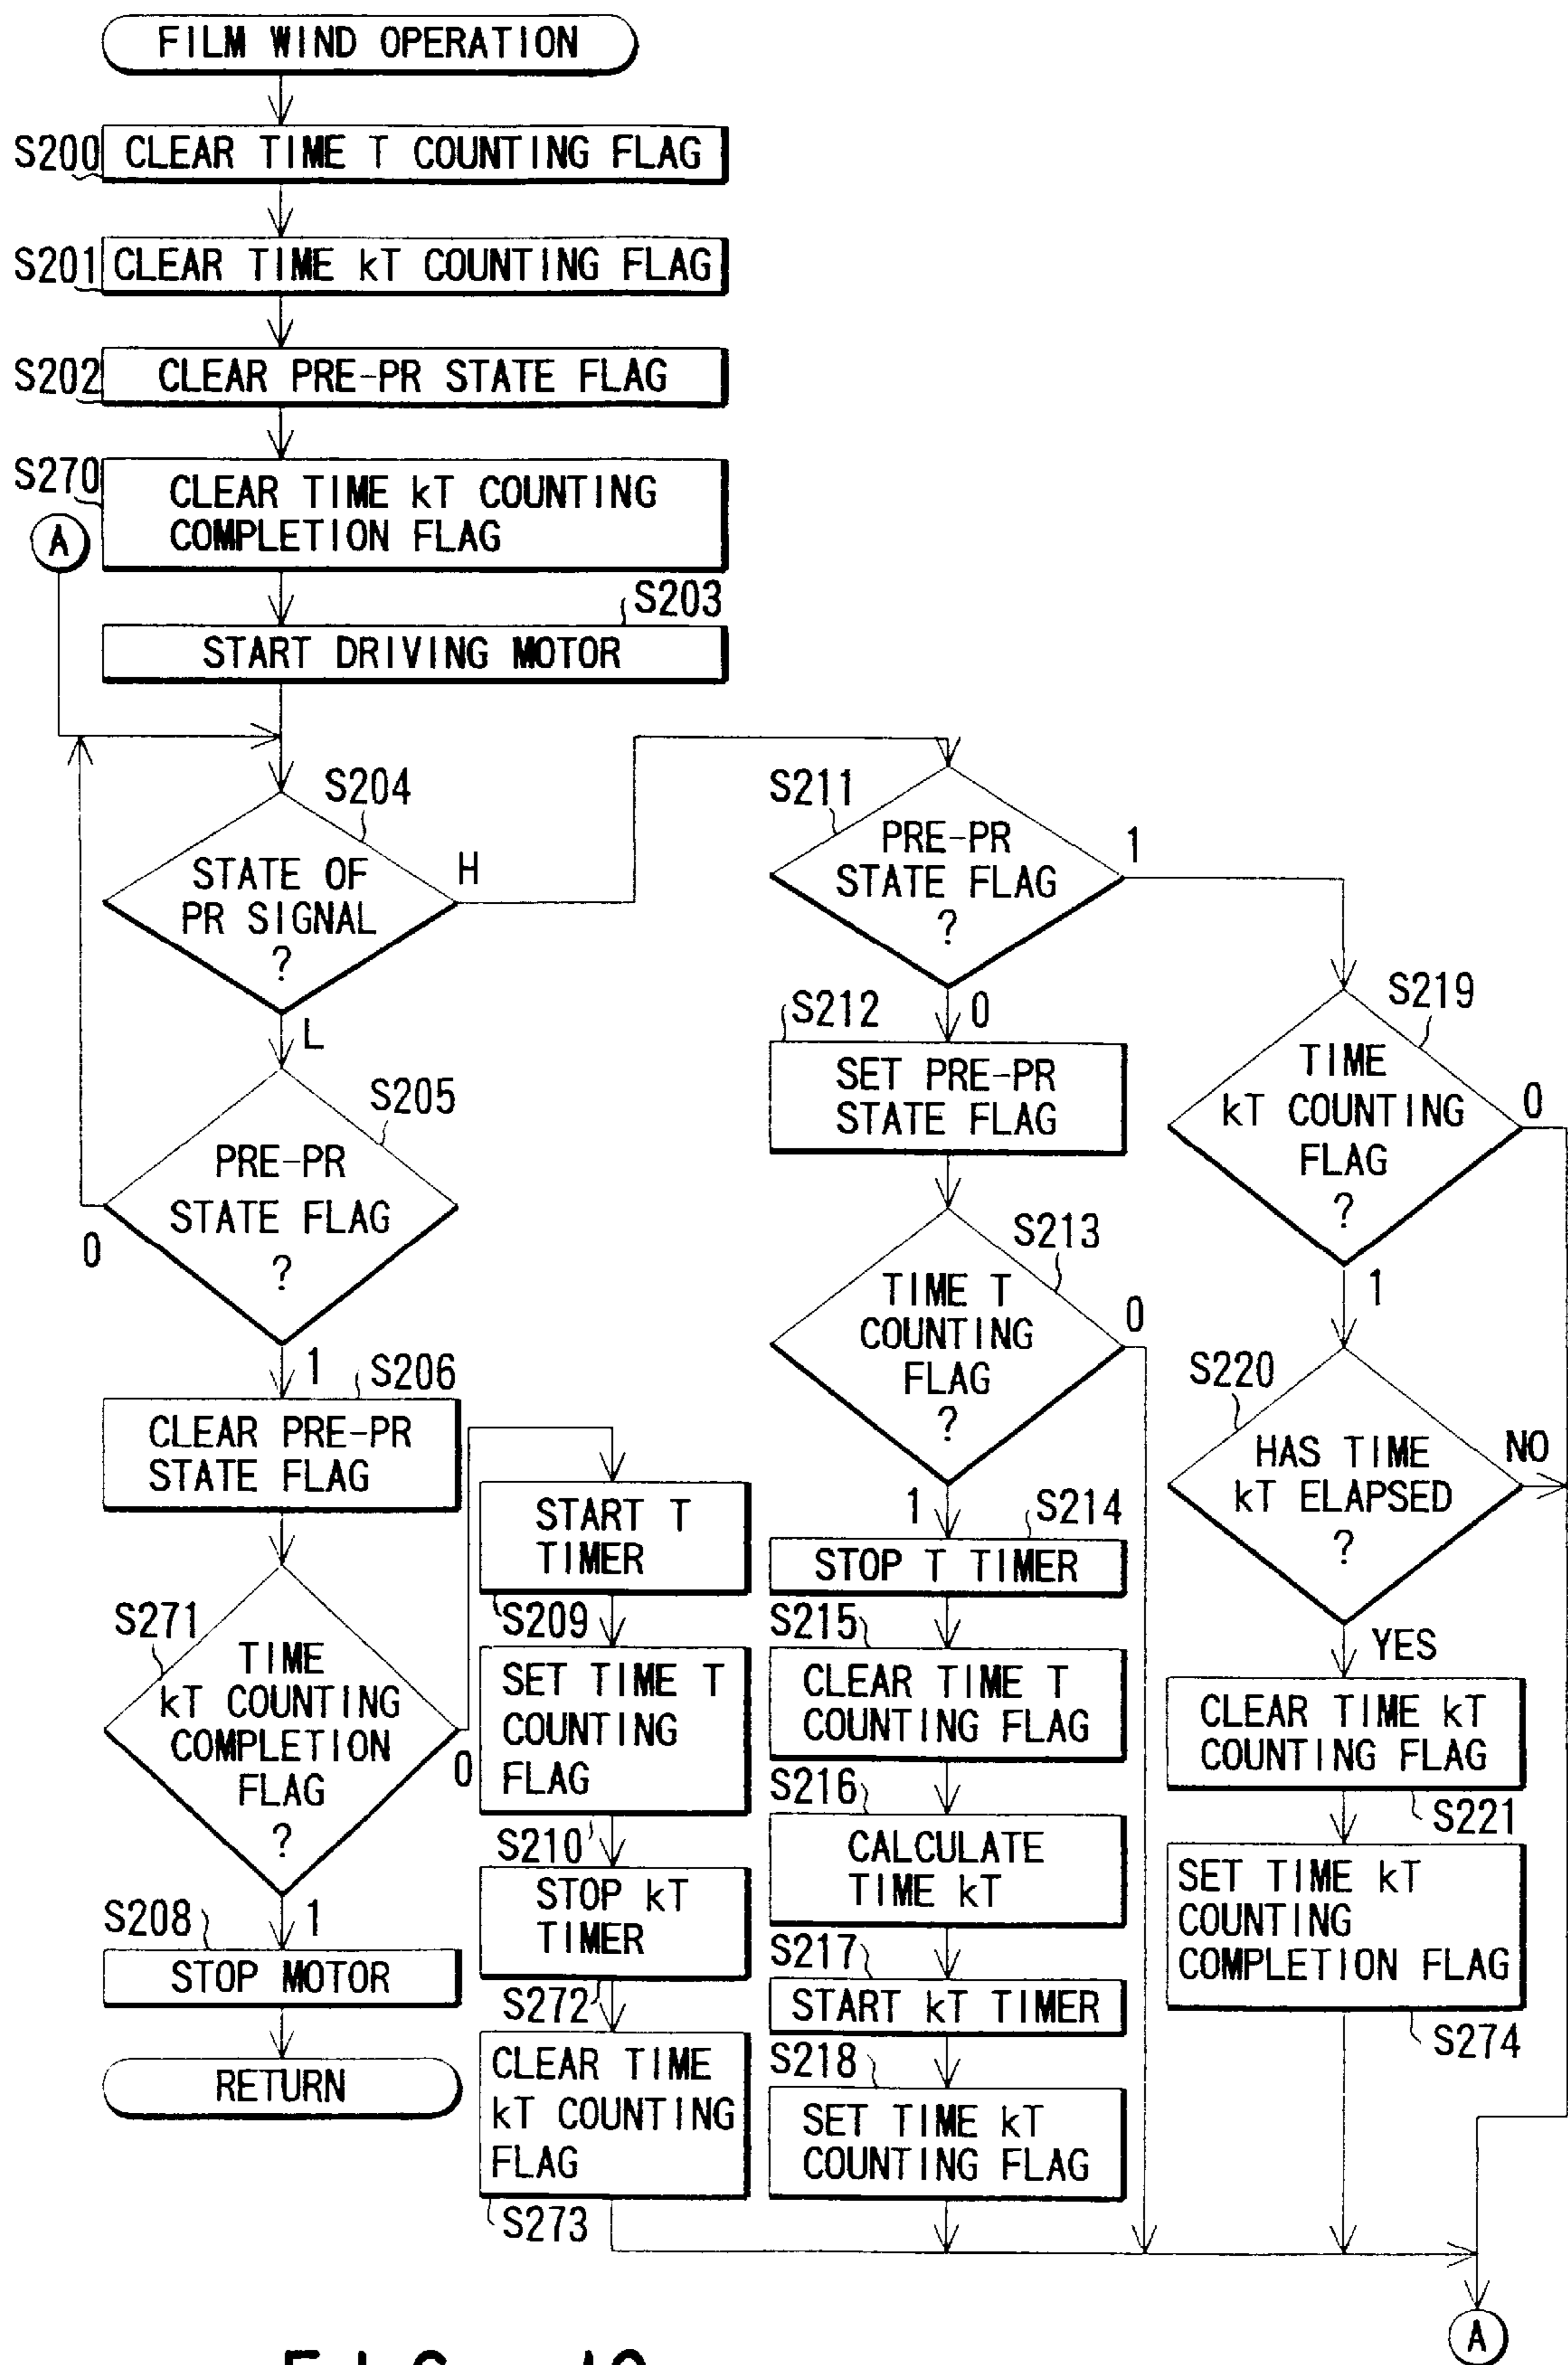 FILM WIND OPERATION
S200
CLEAR TIME T COUNTING FLAG
S201
CLEAR TIME kT COUNTING FLAG
S202
CLEAR PRE-PR STATE FLAG
S270
CLEAR TIME kT COUNTING
COMPLETION FLAG
A
S203
START DRIVING MOTOR
S204
STATE OF
PR SIGNAL
?
H
L
S205
PRE-PR
STATE FLAG
?
0
1
S206
CLEAR PRE-PR
STATE FLAG
S271
TIME
kT COUNTING
COMPLETION
FLAG
?
0
1
S208
STOP MOTOR
RETURN
START T
TIMER
S209
SET TIME T
COUNTING
FLAG
S210
STOP kT
TIMER
S272
CLEAR TIME
kT COUNTING
FLAG
S273
S211
PRE-PR
STATE FLAG
?
1
0
S212
SET PRE-PR
STATE FLAG
S213
TIME T
COUNTING
FLAG
?
0
1
S214
STOP T TIMER
S215
CLEAR TIME T
COUNTING FLAG
S216
CALCULATE
TIME kT
S217
START kT TIMER
S218
SET TIME kT
COUNTING FLAG
S219
TIME
kT COUNTING
FLAG
?
0
1
S220
HAS TIME
kT ELAPSED
?
NO
YES
CLEAR TIME kT
COUNTING FLAG
S221
SET TIME kT
COUNTING
COMPLETION FLAG
S274
A